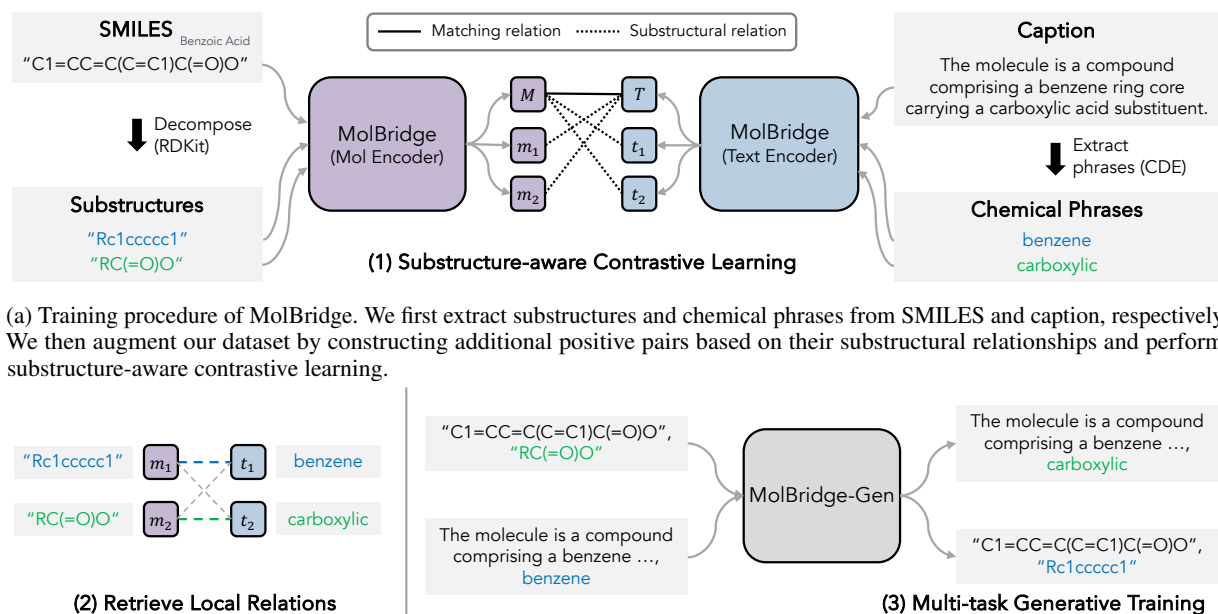 SMILES
Benzoic Acid
“C1=CC=C(C=C1)C(=O)O”
Decompose
(RDKit)
Substructures
“Rc1ccccc1”
“RC(=O)O”
MolBridge
(Mol Encoder)
Matching relation
Substructural relation
M
T
m1
t1
m2
t2
MolBridge
(Text Encoder)
Caption
The molecule is a compound
comprising a benzene ring core
carrying a carboxylic acid substituent.
Extract
phrases (CDE)
Chemical Phrases
benzene
carboxylic
(1) Substructure-aware Contrastive Learning
(a) Training procedure of MolBridge. We first extract substructures and chemical phrases from SMILES and caption, respectively
We then augment our dataset by constructing additional positive pairs based on their substructural relationships and perform
substructure-aware contrastive learning.
“Rc1ccccc1”
m1
t1
benzene
“RC(=O)O”
m2
t2
carboxylic
(2) Retrieve Local Relations
“C1=CC=C(C=C1)C(=O)O”,
“RC(=O)O”
The molecule is a compound
comprising a benzene ...,
benzene
MolBridge-Gen
The molecule is a compound
comprising a benzene ...,
carboxylic
“C1=CC=C(C=C1)C(=O)O”,
“Rc1ccccc1”
(3) Multi-task Generative Training